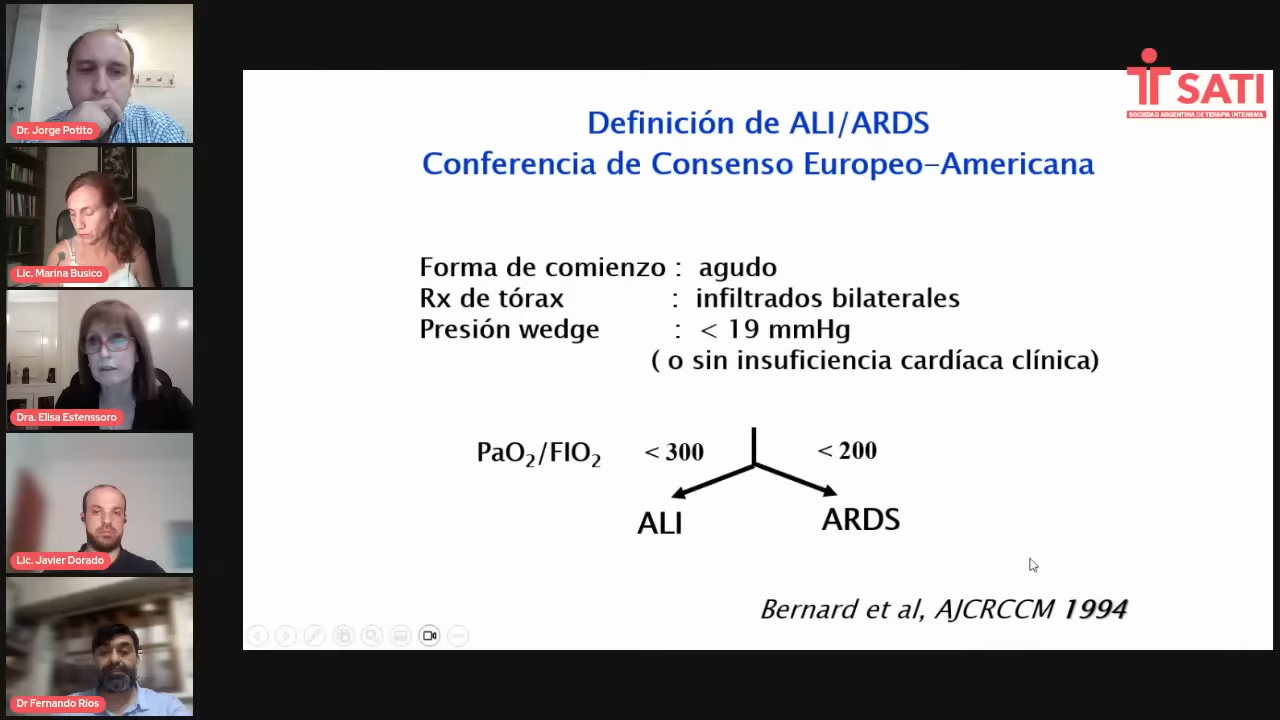 Dr. Jorge Potito
Lic. Marina Busico
Dra. Elisa Estenssoro
Lic. Javier Dorado
Dr Fernando Ríos
SATI
SOCIEDAD ARGENTINA DE TERAPIA INTENSIVA
Definición de ALI/ARDS
Conferencia de Consenso Europeo-Americana
Forma de comienzo : agudo
Rx de tórax : infiltrados bilaterales
Presión wedge : < 19 mmHg
( o sin insuficiencia cardíaca clínica)
PaO₂/FIO₂ < 300 < 200
ALI ARDS
Bernard et al, AJCRCCM 1994